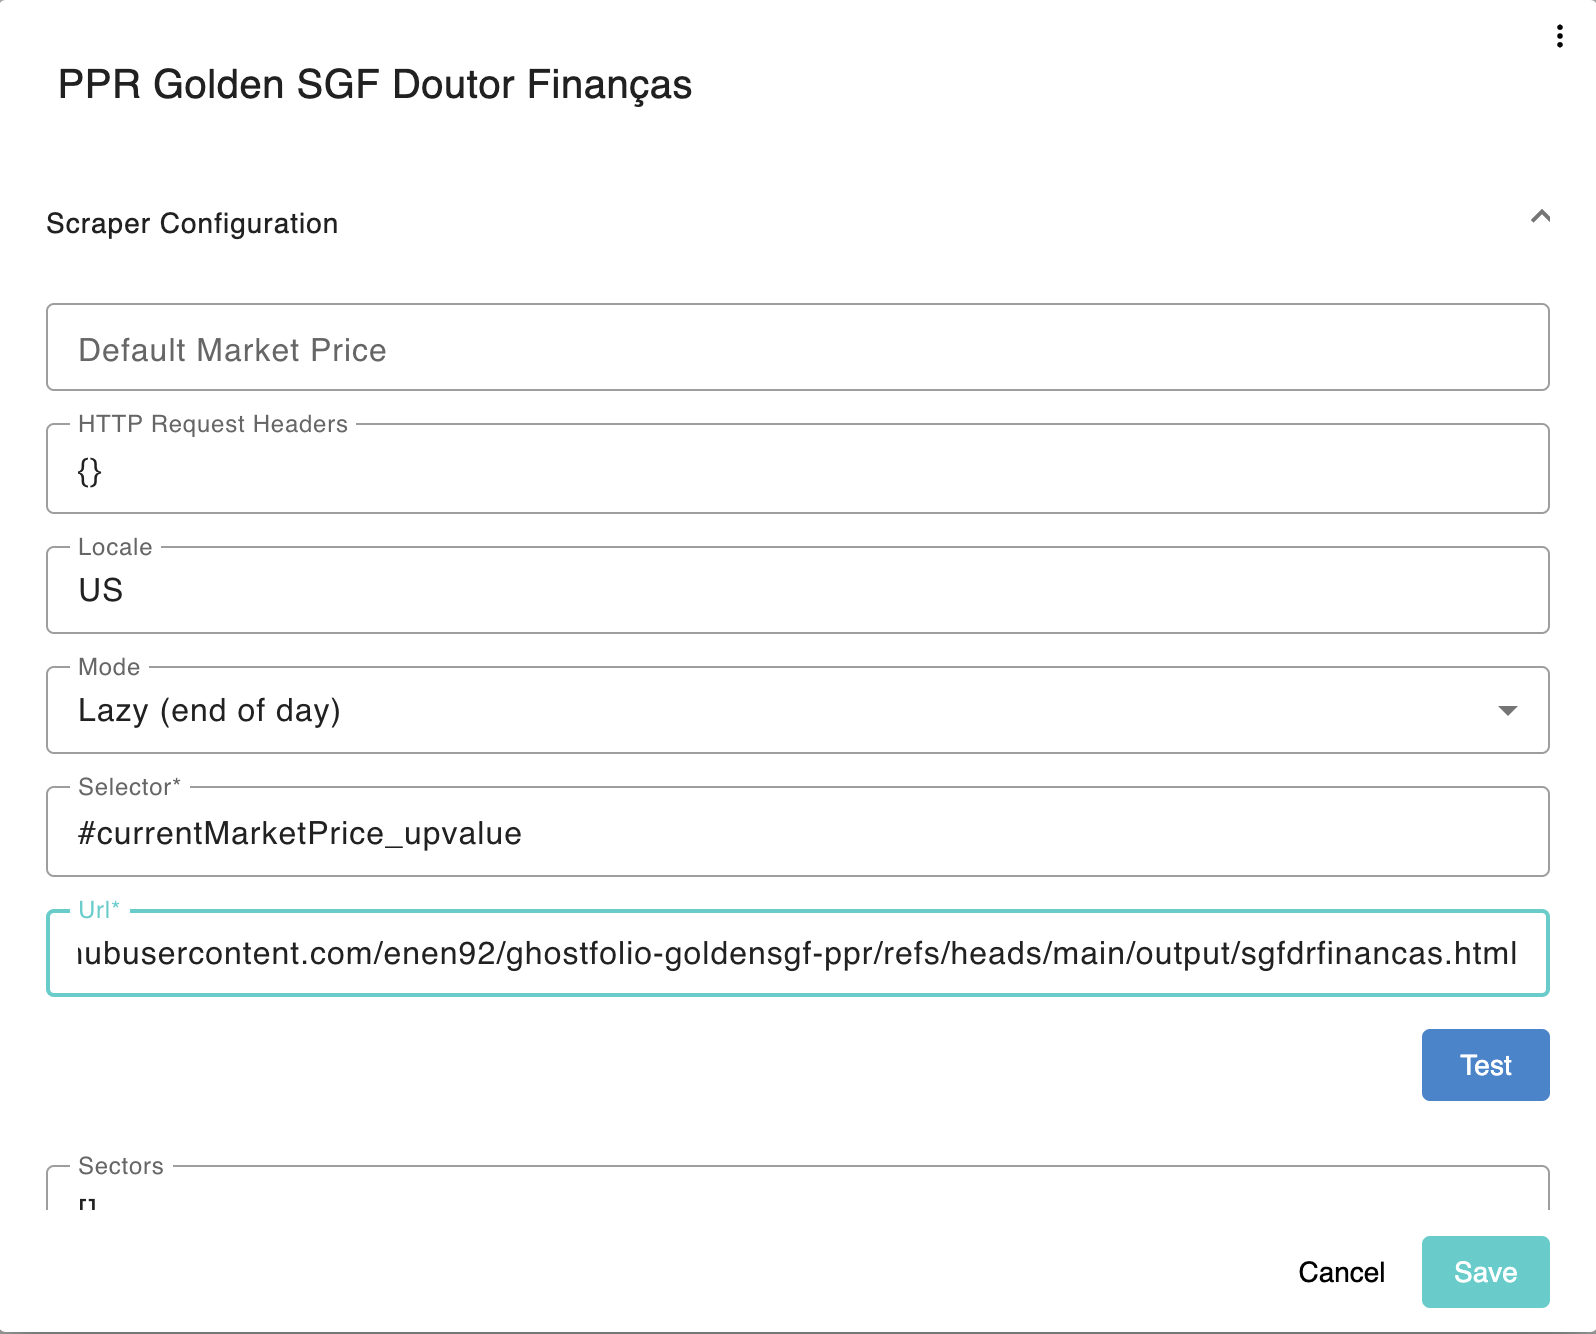 PPR Golden SGF Doutor Finanças
Scraper Configuration
Default Market Price
HTTP Request Headers
{}
Locale
US
Mode
Lazy (end of day)
Selector*
#currentMarketPrice_upvalue
Url*
ubusercontent.com/enen92/ghostfolio-goldensgf-ppr/refs/heads/main/output/sgfdrfinancas.html
Test
Sectors
[]
Cancel
Save